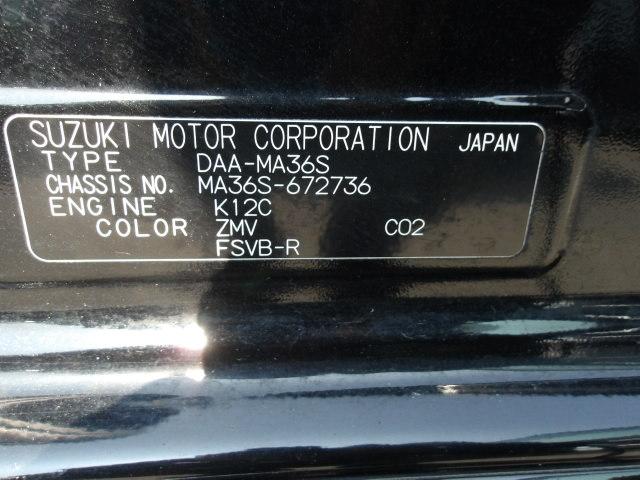 SUZUKI MOTOR CORPORATION JAPAN
TYPE DAA-MA36S
CHASSIS NO. MA36S-672736
ENGINE K12C
COLOR ZMV C02
FSVB-R